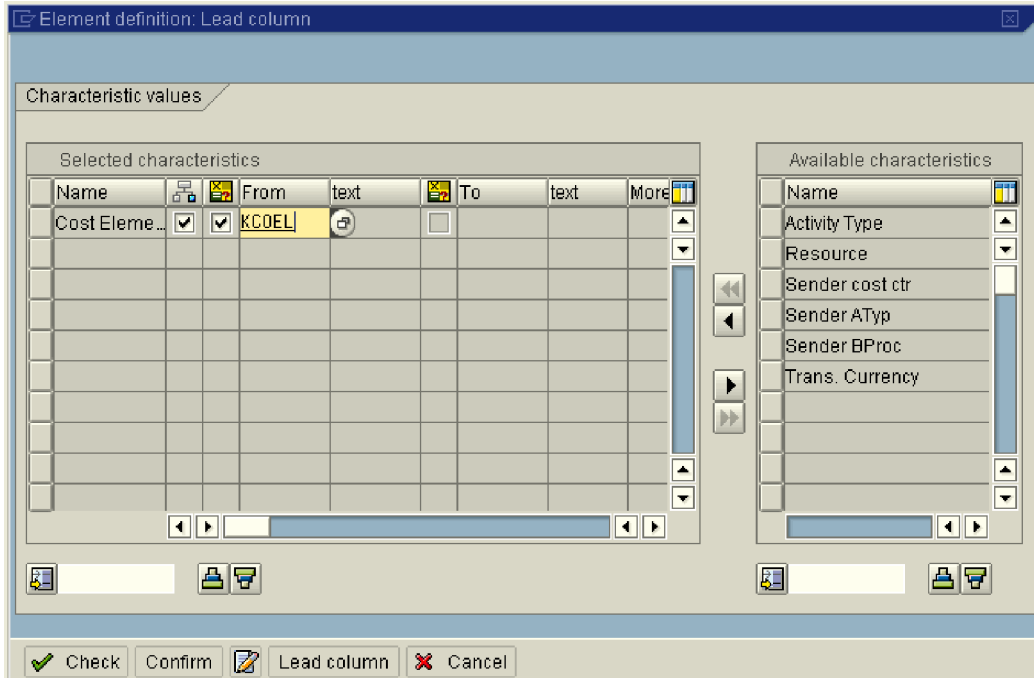 Element definition: Lead column
Characteristic values
Selected characteristics
Name From text To text More
Cost Eleme... KCOEL
Available characteristics
Name
Activity Type
Resource
Sender cost ctr
Sender ATyp
Sender BProc
Trans. Currency
Check Confirm Lead column Cancel